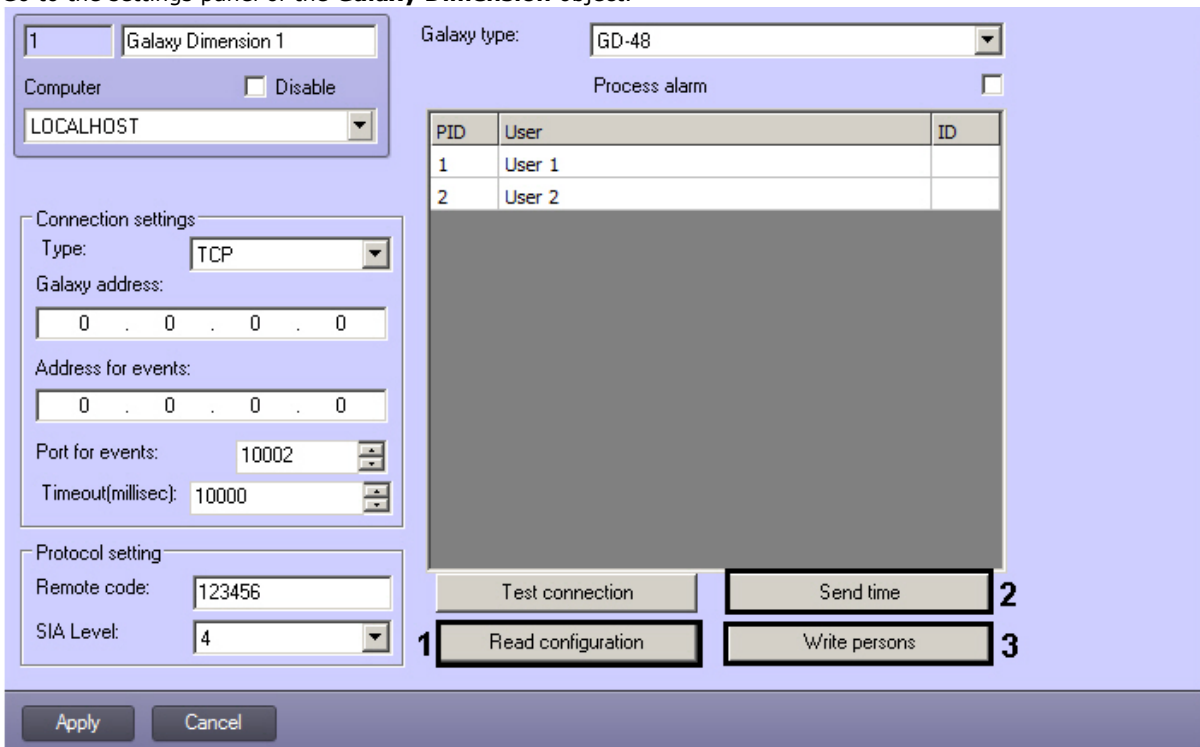 Go to the settings panel of the Galaxy Dimension object.
1 Galaxy Dimension 1
Computer Disable
LOCALHOST
Galaxy type: GD-48
Process alarm
PID User ID
1 User 1
2 User 2
Connection settings
Type: TCP
Galaxy address:
0 . 0 . 0 . 0
Address for events:
0 . 0 . 0 . 0
Port for events: 10002
Timeout(millisec): 10000
Protocol setting
Remote code: 123456
SIA Level: 4
Test connection Send time 2
1 Read configuration Write persons 3
Apply Cancel